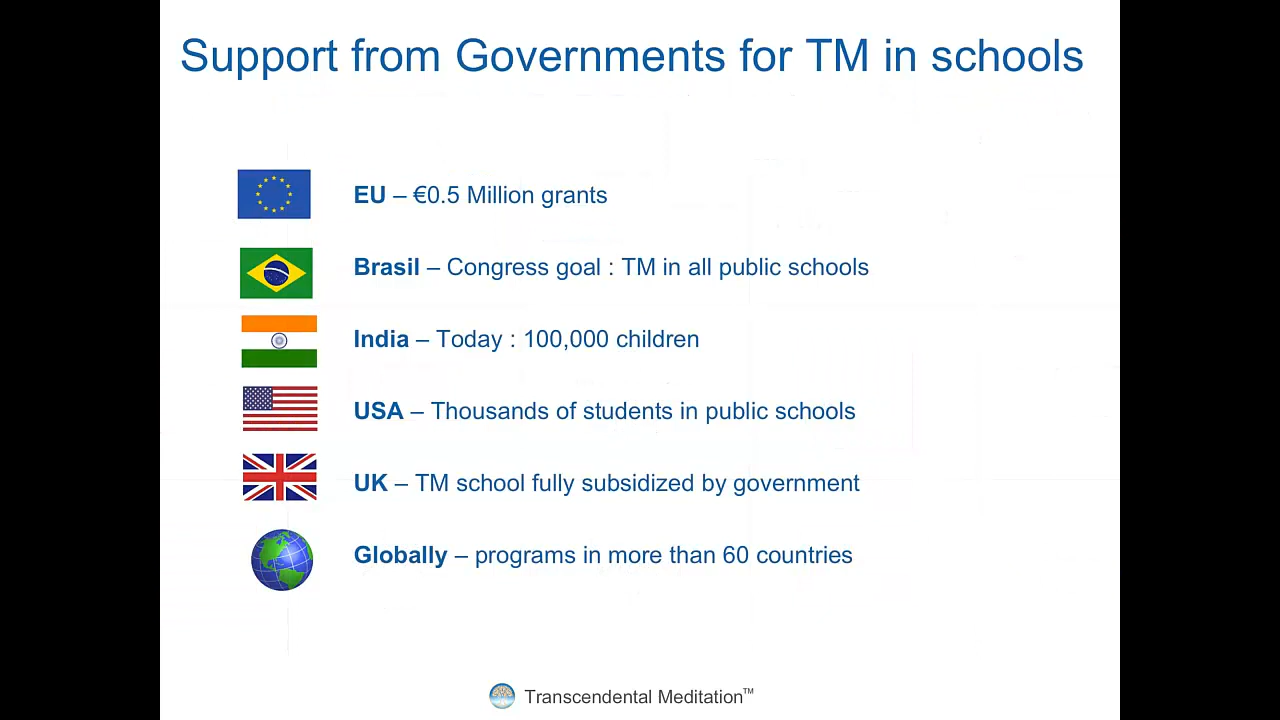 Support from Governments for TM in schools
EU – €0.5 Million grants
Brasil – Congress goal : TM in all public schools
India – Today : 100,000 children
USA – Thousands of students in public schools
UK – TM school fully subsidized by government
Globally – programs in more than 60 countries
Transcendental Meditation™